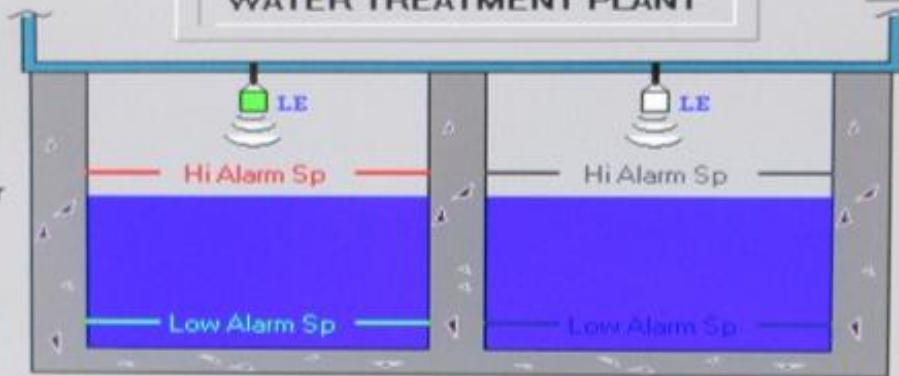 WATER TREATMENT PLANT
LE
LE
Hi Alarm Sp
Hi Alarm Sp
Low Alarm Sp
Low Alarm Sp